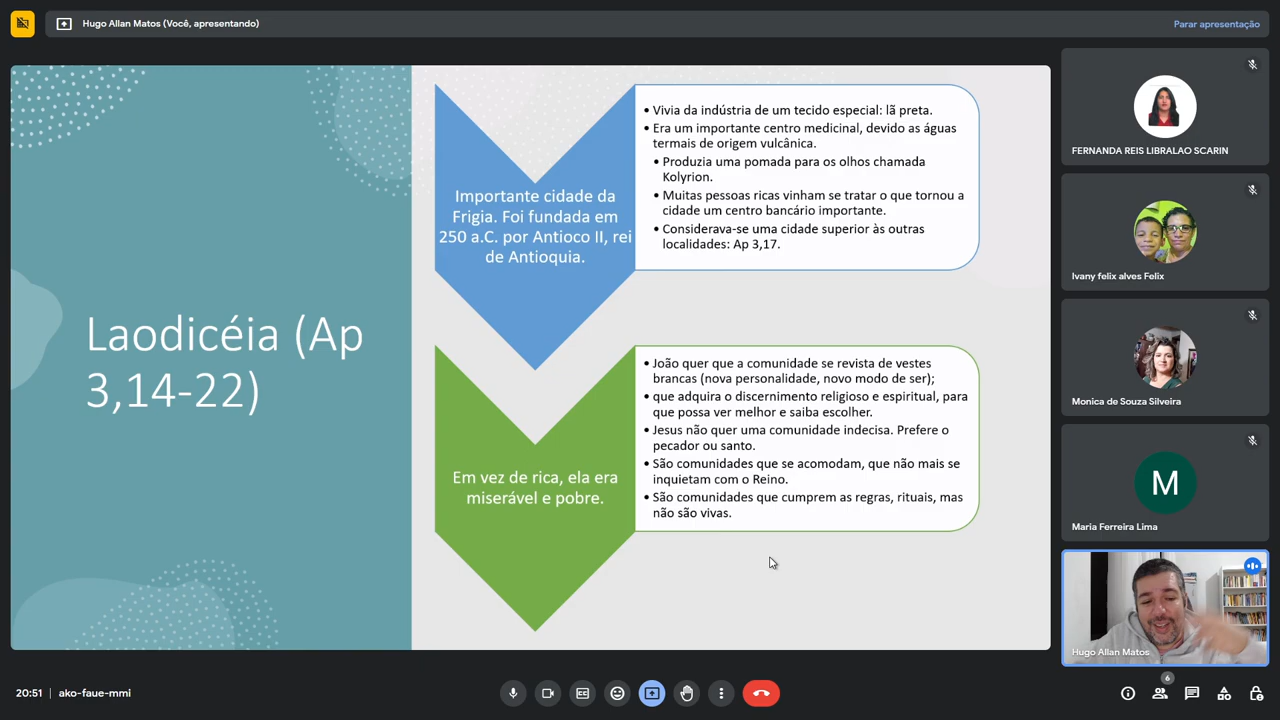 Hugo Allan Matos (Você, apresentando)
Parar apresentação
Laodicéia (Ap
3,14-22)
Importante cidade da
Frigia. Foi fundada em
250 a.C. por Antioco II, rei
de Antioquia.
• Vivia da indústria de um tecido especial: lã preta.
• Era um importante centro medicinal, devido as águas
termais de origem vulcânica.
• Produzia uma pomada para os olhos chamada
Kolyrion.
• Muitas pessoas ricas vinham se tratar o que tornou a
cidade um centro bancário importante.
• Considerava-se uma cidade superior às outras
localidades: Ap 3,17.
Em vez de rica, ela era
miserável e pobre.
• João quer que a comunidade se revista de vestes
brancas (nova personalidade, novo modo de ser);
• que adquira o discernimento religioso e espiritual, para
que possa ver melhor e saiba escolher.
• Jesus não quer uma comunidade indecisa. Prefere o
pecador ou santo.
• São comunidades que se acomodam, que não mais se
inquietam com o Reino.
• São comunidades que cumprem as regras, rituais, mas
não são vivas.
FERNANDA REIS LIBRALAO SCARIN
Ivany felix alves Felix
Monica de Souza Silveira
M
Maria Ferreira Lima
Hugo Allan Matos
20:51
ako-faue-mmi
6